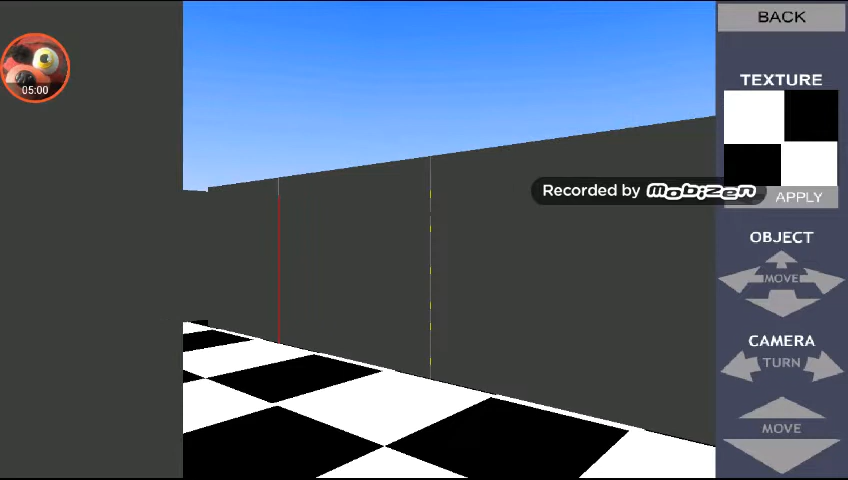 BACK
05:00
TEXTURE
Recorded by Mobizen
APPLY
OBJECT
MOVE
CAMERA
TURN
MOVE